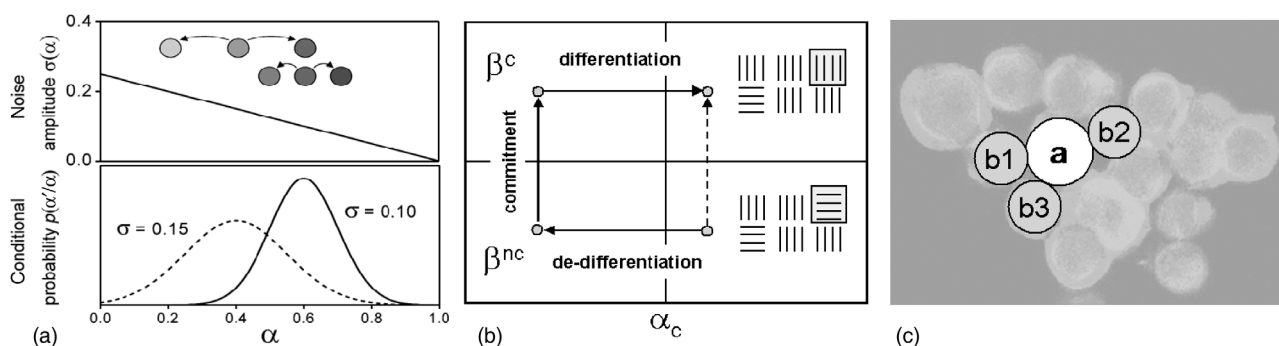 0.4
0.2
0.0
Noise
amplitude σ(α)
Conditional
probability p(α′/α)
σ = 0.15
σ = 0.10
0.0 0.2 0.4 0.6 0.8 1.0
α
(a)
β^c
differentiation
commitment
β^nc
de-differentiation
α_c
(b)
b1
a
b2
b3
(c)